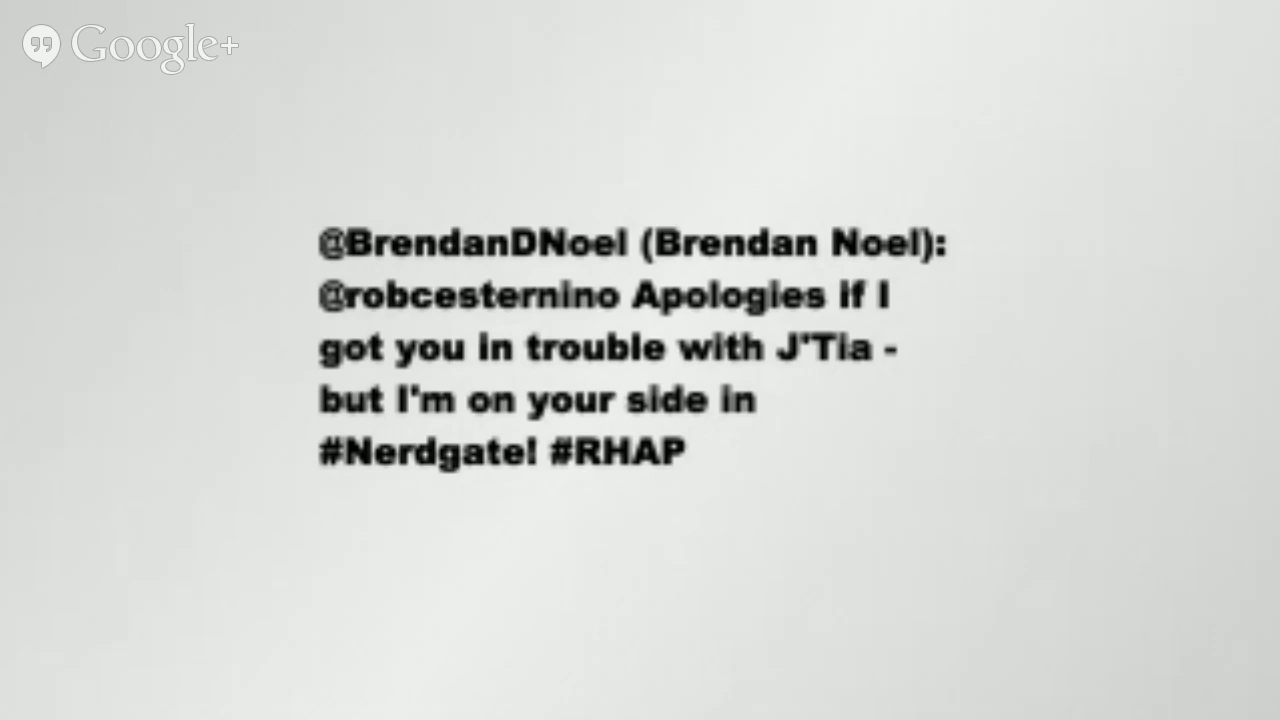 Google+
@BrendanDNoel (Brendan Noel):
@robcesternino Apologies if I
got you in trouble with J'Tia -
but I'm on your side in
#Nerdgate! #RHAP